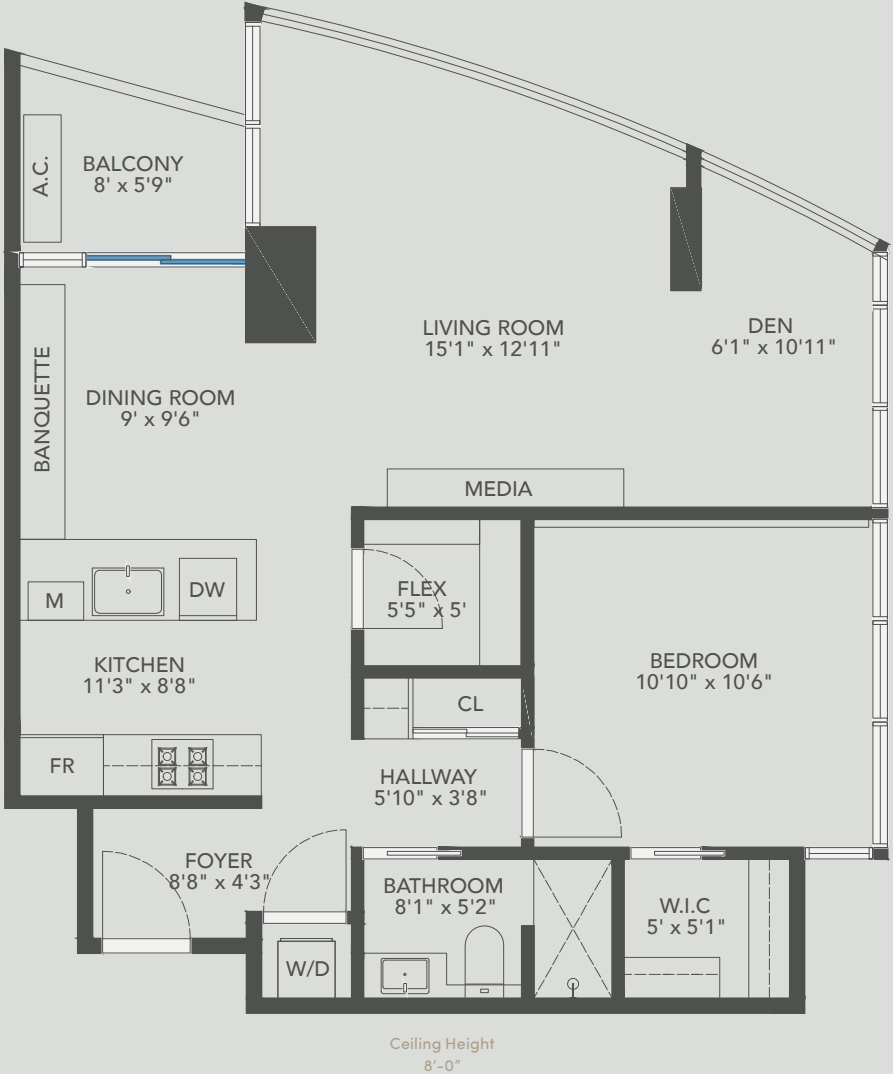 A.C.
BALCONY
8' x 5'9"
LIVING ROOM
15'1" x 12'11"
DEN
6'1" x 10'11"
BANQUETTE
DINING ROOM
9' x 9'6"
MEDIA
M
DW
FLEX
5'5" x 5'
KITCHEN
11'3" x 8'8"
BEDROOM
10'10" x 10'6"
CL
FR
HALLWAY
5'10" x 3'8"
FOYER
8'8" x 4'3"
BATHROOM
8'1" x 5'2"
W.I.C
5' x 5'1"
W/D
Ceiling Height
8'-0"